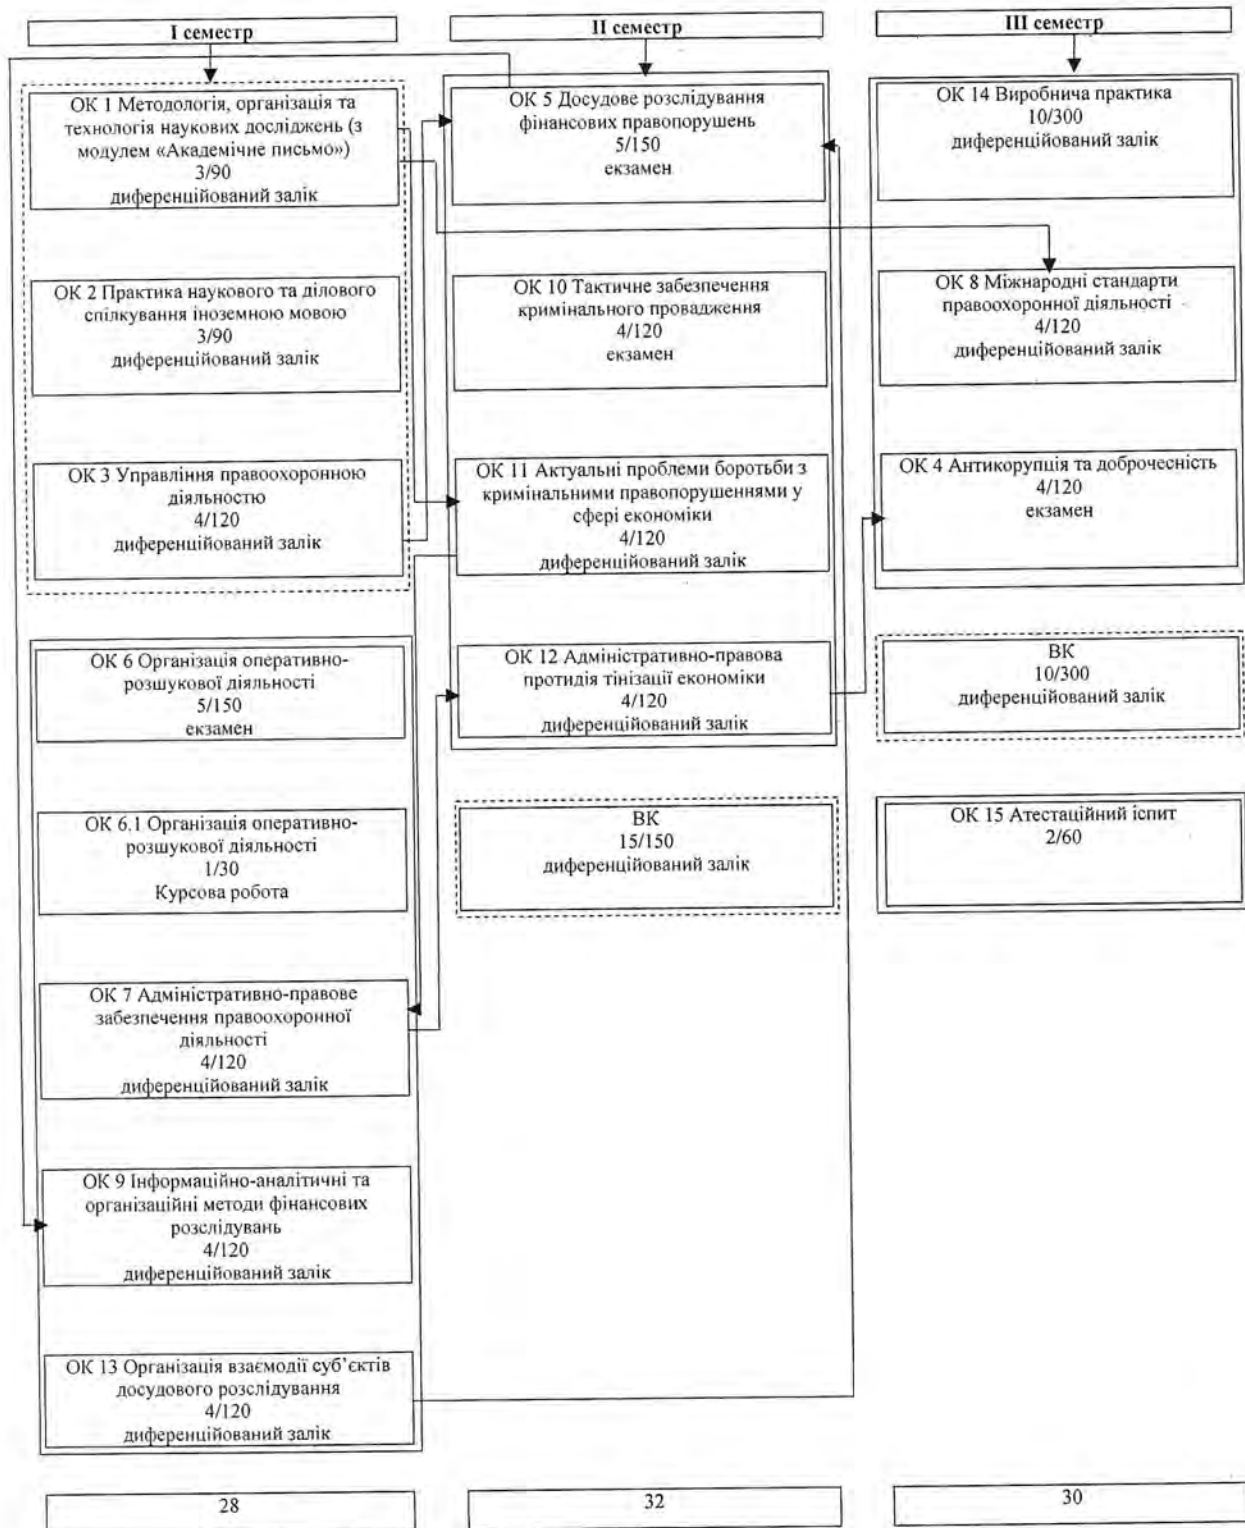 I семестр
ОК 1 Методологія, організація та
технологія наукових досліджень (з
модулем «Академічне письмо»)
3/90
диференційований залік
ОК 2 Практика наукового та ділового
спілкування іноземною мовою
3/90
диференційований залік
ОК 3 Управління правоохоронною
діяльністю
4/120
диференційований залік
ОК 6 Організація оперативно-
розшукової діяльності
5/150
екзамен
ОК 6.1 Організація оперативно-
розшукової діяльності
1/30
Курсова робота
ОК 7 Адміністративно-правове
забезпечення правоохоронної
діяльності
4/120
диференційований залік
ОК 9 Інформаційно-аналітичні та
організаційні методи фінансових
розслідувань
4/120
диференційований залік
ОК 13 Організація взаємодії суб’єктів
досудового розслідування
4/120
диференційований залік
28
II семестр
ОК 5 Досудове розслідування
фінансових правопорушень
5/150
екзамен
ОК 10 Тактичне забезпечення
кримінального провадження
4/120
екзамен
ОК 11 Актуальні проблеми боротьби з
кримінальними правопорушеннями у
сфері економіки
4/120
диференційований залік
ОК 12 Адміністративно-правова
протидія тінізації економіки
4/120
диференційований залік
ВК
15/150
диференційований залік
32
III семестр
ОК 14 Виробнича практика
10/300
диференційований залік
ОК 8 Міжнародні стандарти
правоохоронної діяльності
4/120
диференційований залік
ОК 4 Антикорупція та доброчесність
4/120
екзамен
ВК
10/300
диференційований залік
ОК 15 Атестаційний іспит
2/60
30